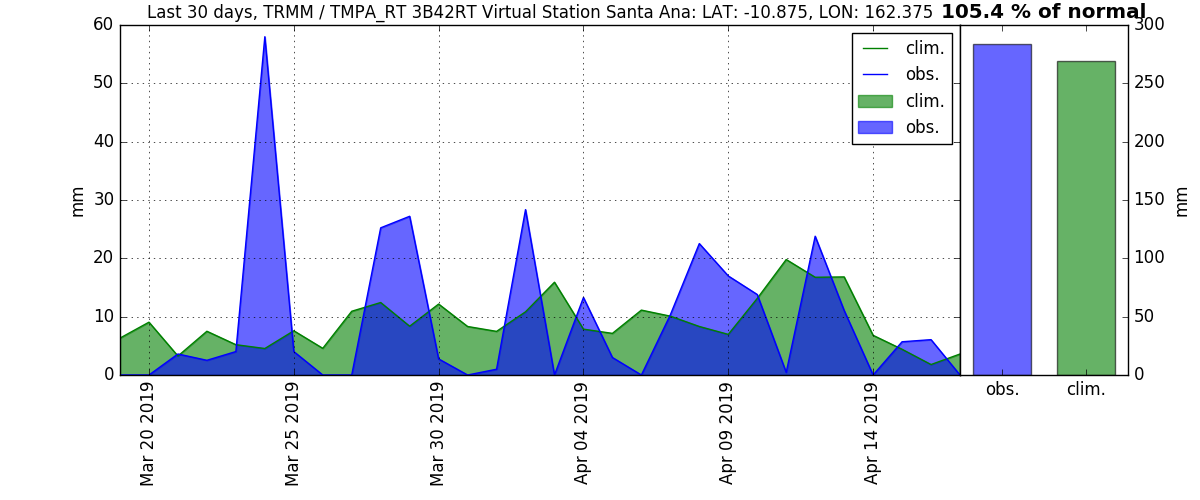 Last 30 days, TRMM / TMPA_RT 3B42RT Virtual Station Santa Ana: LAT: -10.875, LON: 162.375 105.4 % of normal
60
50
40
30
20
10
0
mm
clim.
obs.
clim.
obs.
300
250
200
150
100
50
0
mm
obs. clim.
Mar 20 2019
Mar 25 2019
Mar 30 2019
Apr 04 2019
Apr 09 2019
Apr 14 2019